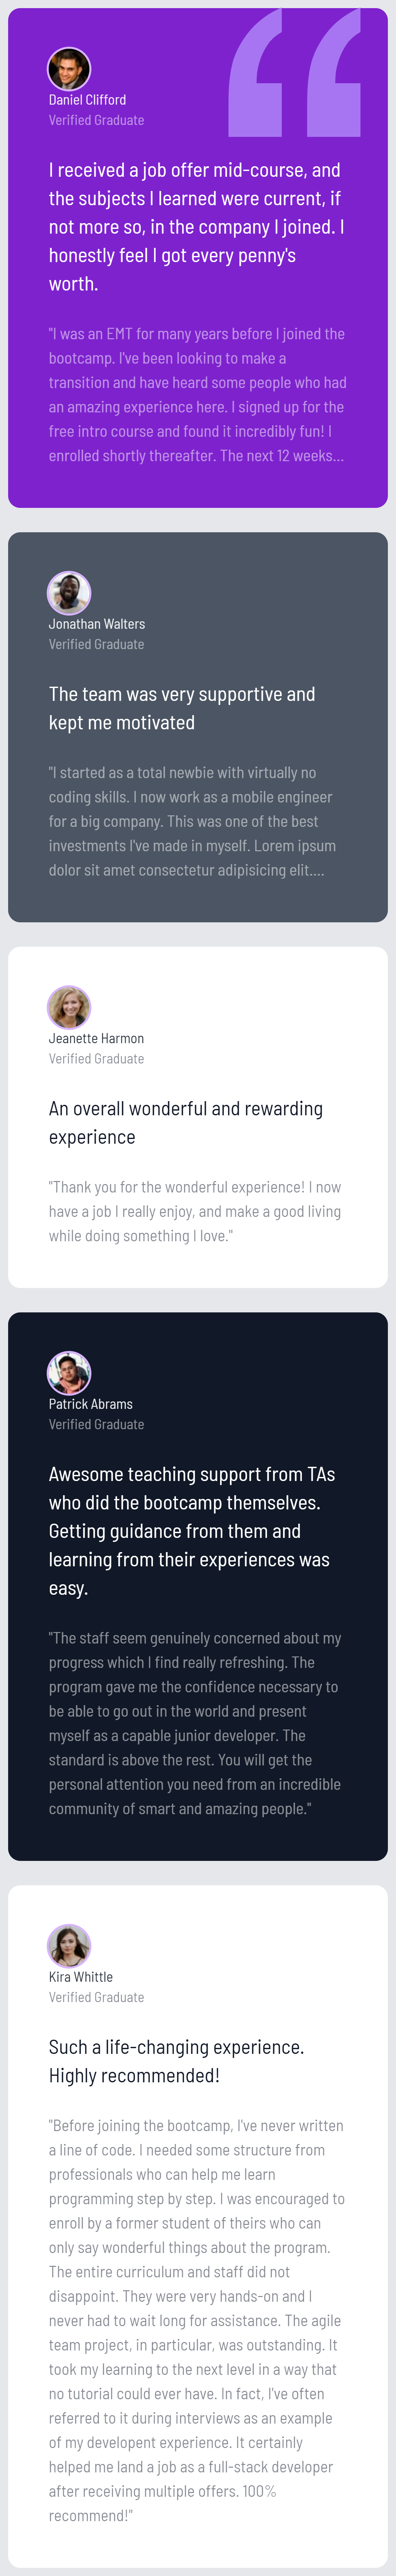 Daniel Clifford
Verified Graduate
I received a job offer mid-course, and
the subjects I learned were current, if
not more so, in the company I joined. I
honestly feel I got every penny's
worth.
"I was an EMT for many years before I joined the
bootcamp. I've been looking to make a
transition and have heard some people who had
an amazing experience here. I signed up for the
free intro course and found it incredibly fun! I
enrolled shortly thereafter. The next 12 weeks...
Jonathan Walters
Verified Graduate
The team was very supportive and
kept me motivated
"I started as a total newbie with virtually no
coding skills. I now work as a mobile engineer
for a big company. This was one of the best
investments I've made in myself. Lorem ipsum
dolor sit amet consectetur adipisicing elit....
Jeanette Harmon
Verified Graduate
An overall wonderful and rewarding
experience
"Thank you for the wonderful experience! I now
have a job I really enjoy, and make a good living
while doing something I love."
Patrick Abrams
Verified Graduate
Awesome teaching support from TAs
who did the bootcamp themselves.
Getting guidance from them and
learning from their experiences was
easy.
"The staff seem genuinely concerned about my
progress which I find really refreshing. The
program gave me the confidence necessary to
be able to go out in the world and present
myself as a capable junior developer. The
standard is above the rest. You will get the
personal attention you need from an incredible
community of smart and amazing people."
Kira Whittle
Verified Graduate
Such a life-changing experience.
Highly recommended!
"Before joining the bootcamp, I've never written
a line of code. I needed some structure from
professionals who can help me learn
programming step by step. I was encouraged to
enroll by a former student of theirs who can
only say wonderful things about the program.
The entire curriculum and staff did not
disappoint. They were very hands-on and I
never had to wait long for assistance. The agile
team project, in particular, was outstanding. It
took my learning to the next level in a way that
no tutorial could ever have. In fact, I've often
referred to it during interviews as an example
of my developent experience. It certainly
helped me land a job as a full-stack developer
after receiving multiple offers. 100%
recommend!"